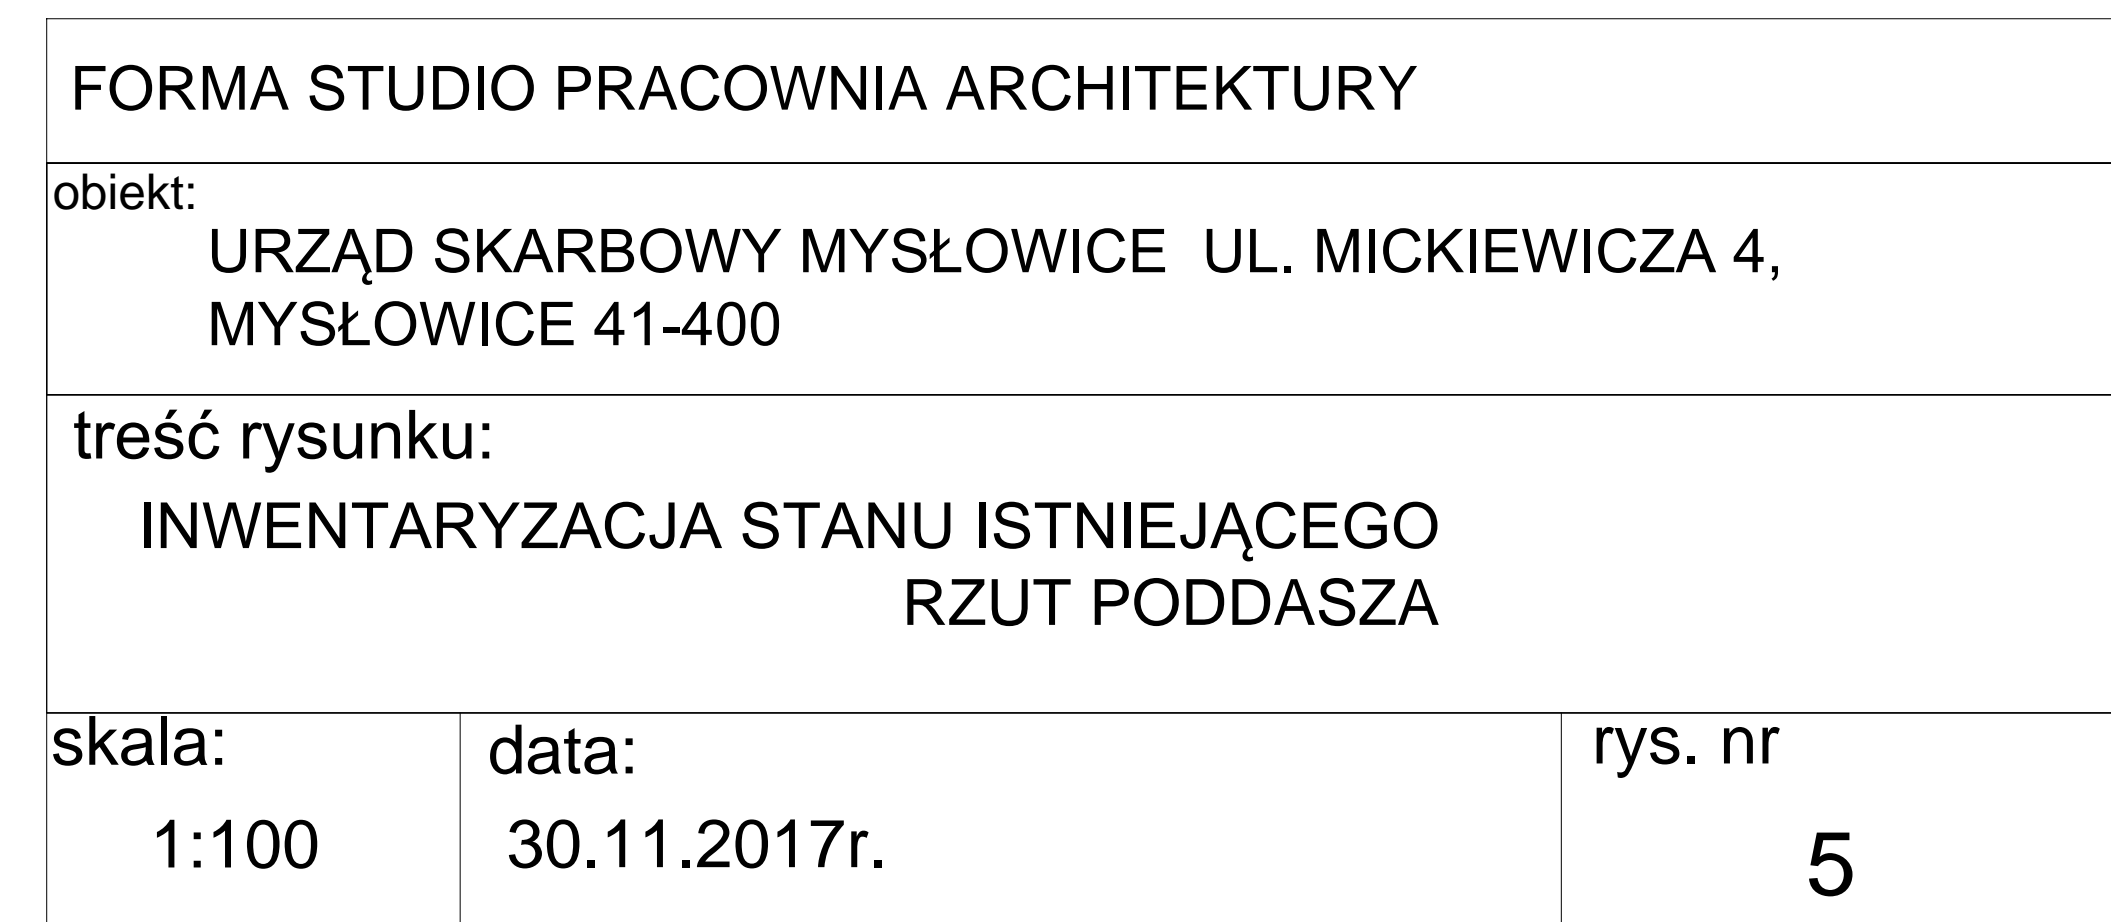 FORMA STUDIO PRACOWNIA ARCHITEKTURY
obiekt:
URZĄD SKARBOWY MYSŁOWICE  UL. MICKIEWICZA 4,
MYSŁOWICE 41-400
treść rysunku:
INWENTARYZACJA STANU ISTNIEJĄCEGO
RZUT PODDASZA
skala:
1:100
data:
30.11.2017r.
rys. nr
5